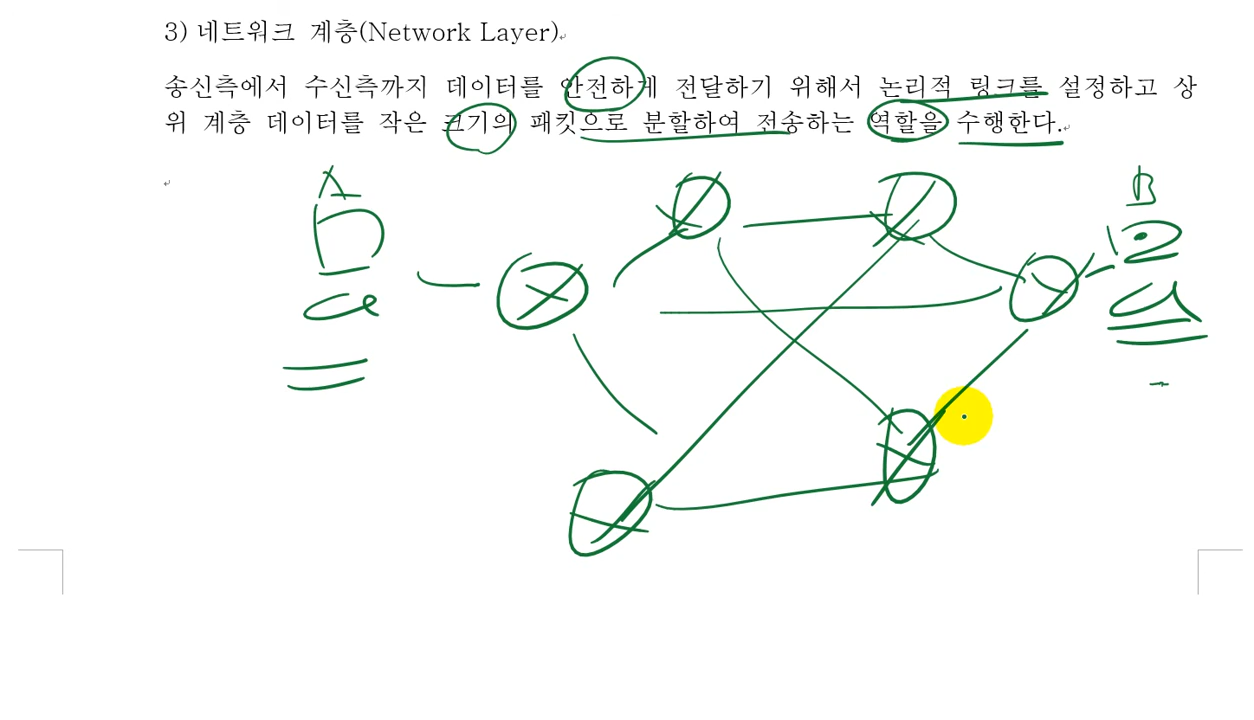 3) 네트워크 계층(Network Layer)
송신측에서 수신측까지 데이터를 안전하게 전달하기 위해서 논리적 링크를 설정하고 상
위 계층 데이터를 작은 크기의 패킷으로 분할하여 전송하는 역할을 수행한다.
A
B